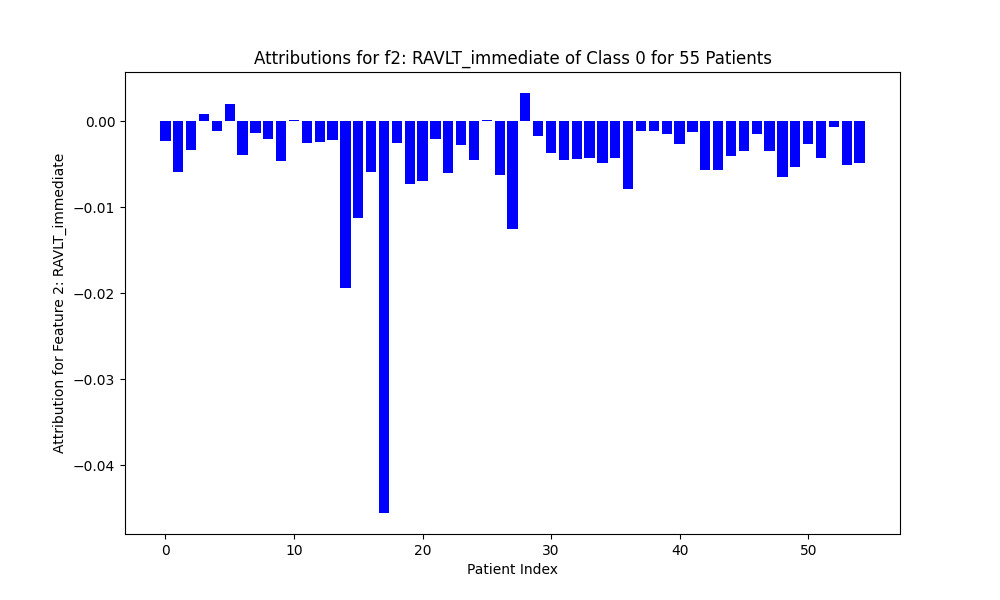 Attributions for f2: RAVLT_immediate of Class 0 for 55 Patients
Attribution for Feature 2: RAVLT_immediate
0.00
−0.01
−0.02
−0.03
−0.04
0 10 20 30 40 50
Patient Index